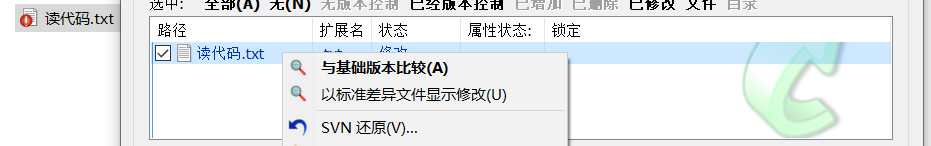 选中： 全部(A) 无(N) 无版本控制 已经版本控制 已增加 已删除 已修改 文件 目录
读代码.txt
路径 扩展名 状态 属性状态: 锁定
读代码.txt .txt 修改
与基础版本比较(A)
以标准差异文件显示修改(U)
SVN 还原(V)...